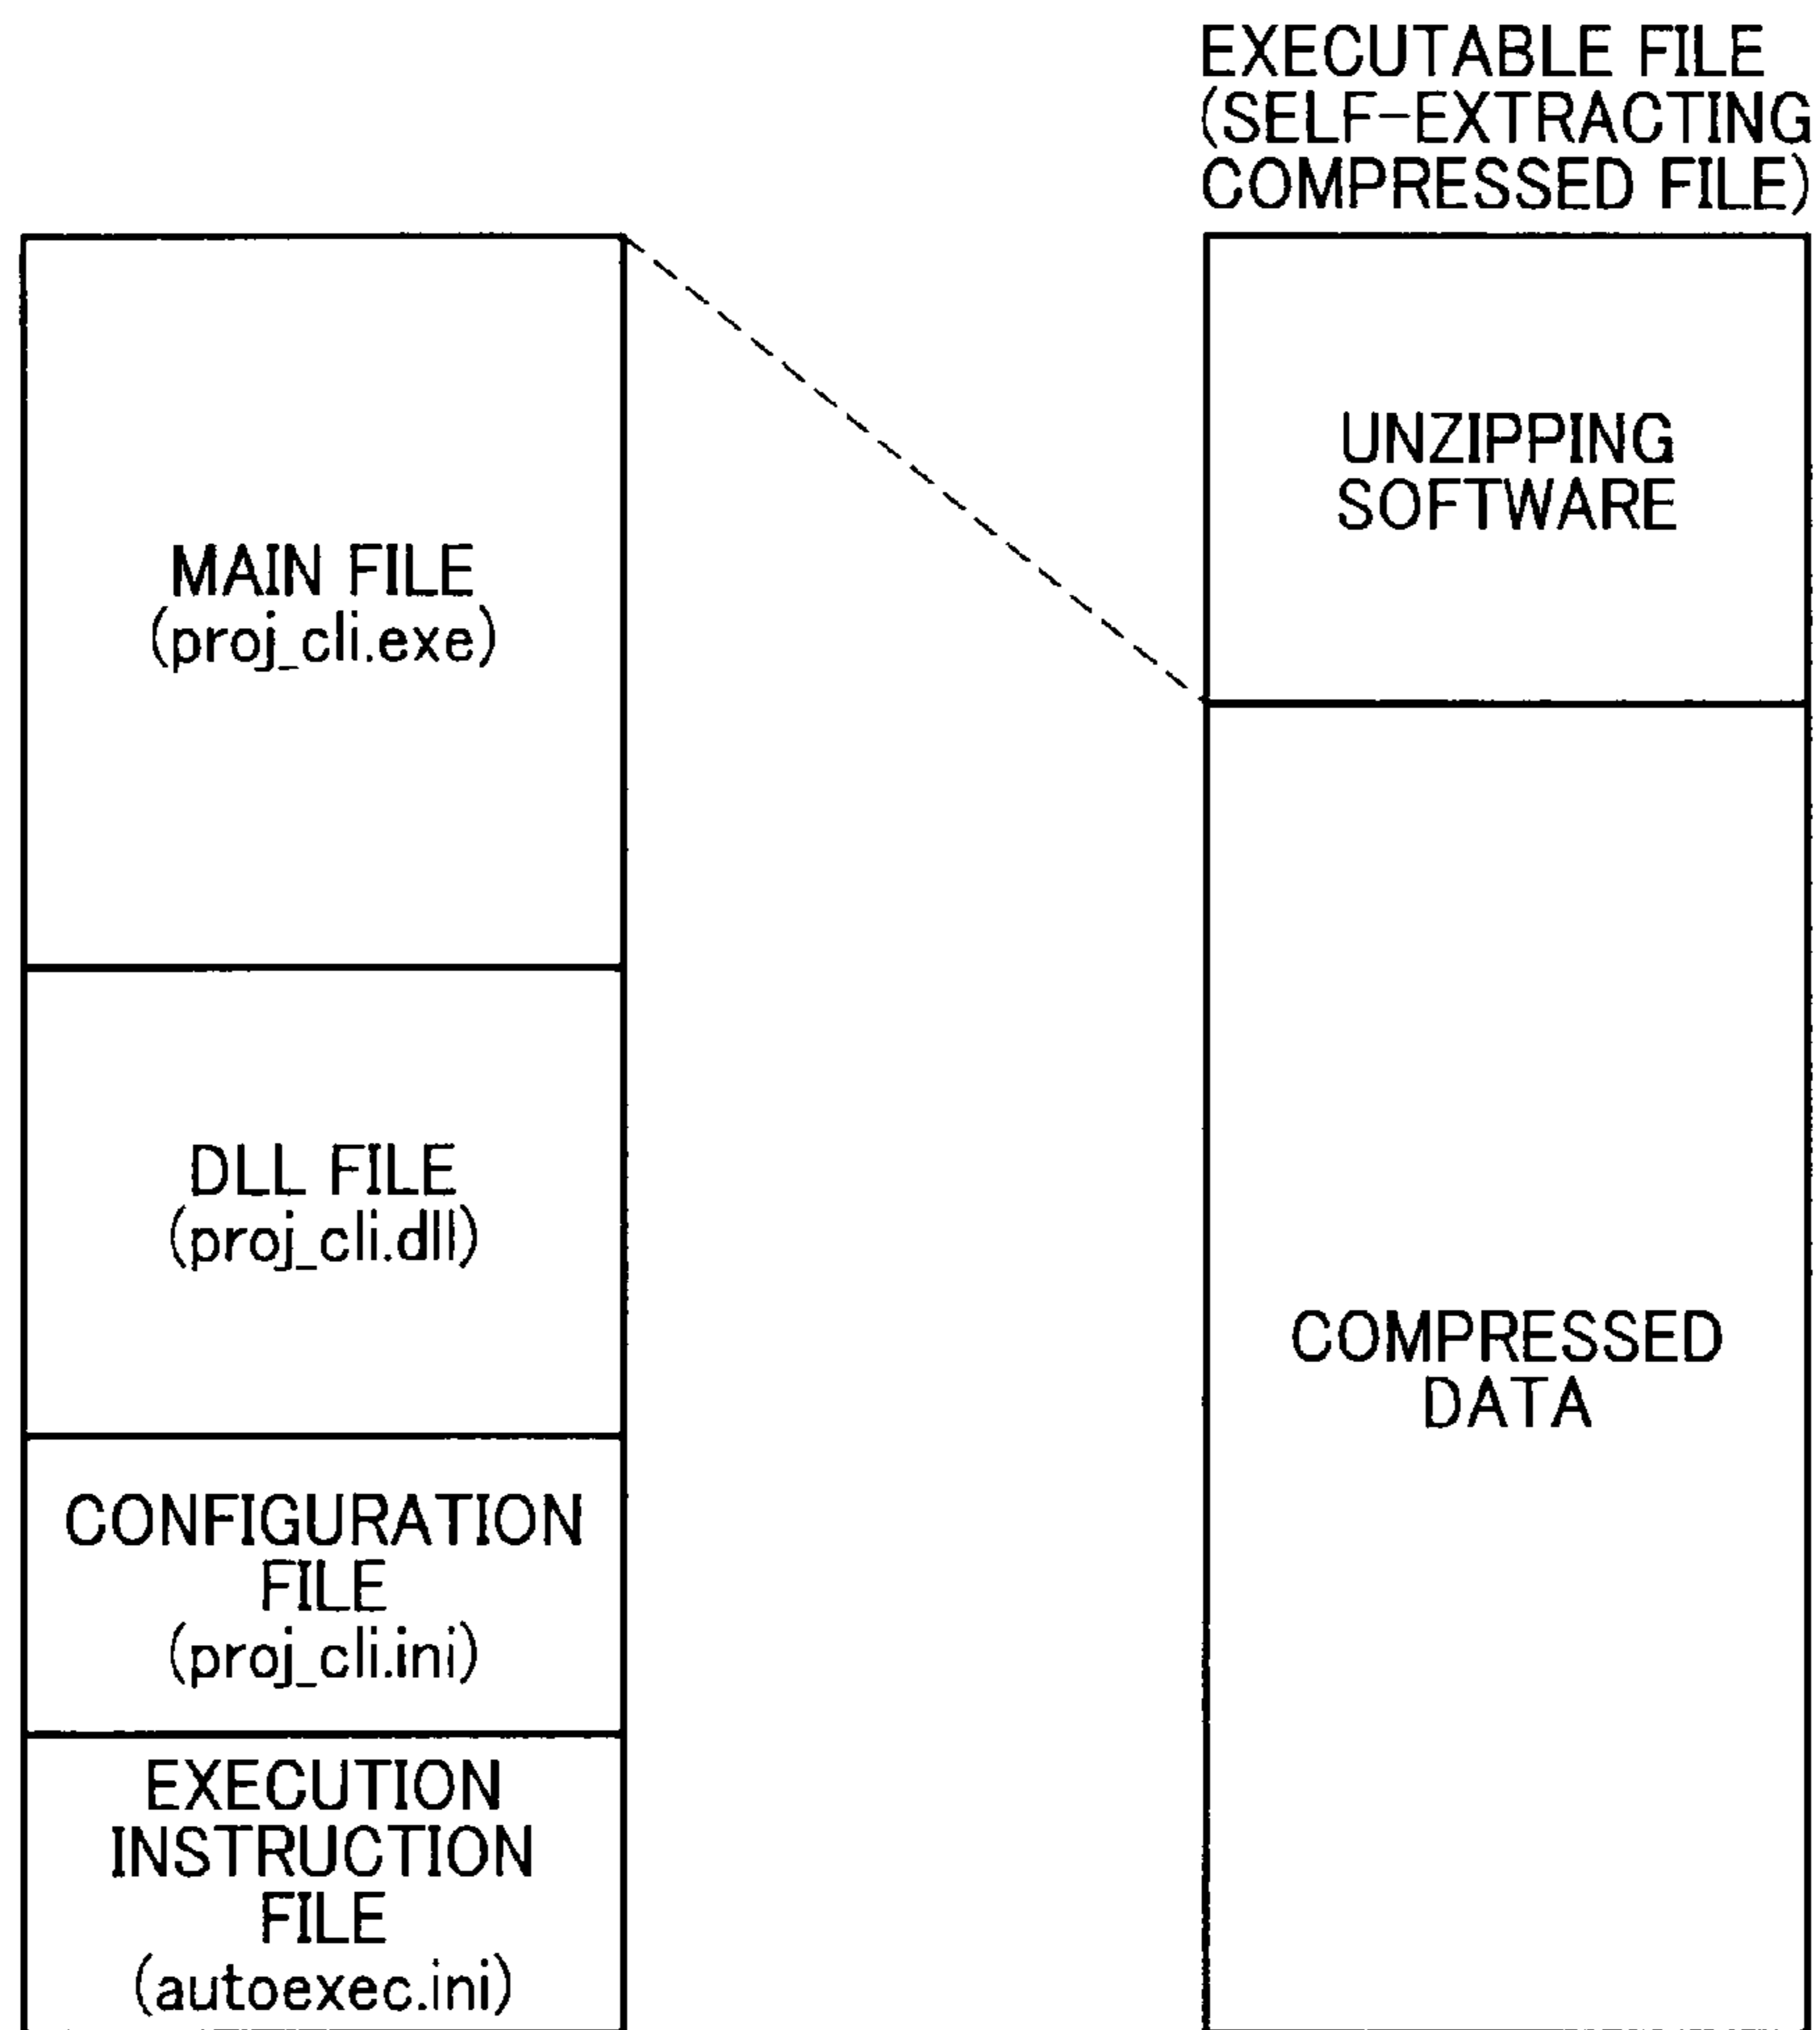 EXECUTABLE FILE
(SELF-EXTRACTING
COMPRESSED FILE)
MAIN FILE
(proj_cli.exe)
DLL FILE
(proj_cli.dll)
CONFIGURATION
FILE
(proj_cli.ini)
EXECUTION
INSTRUCTION
FILE
(autoexec.ini)
UNZIPPING
SOFTWARE
COMPRESSED
DATA